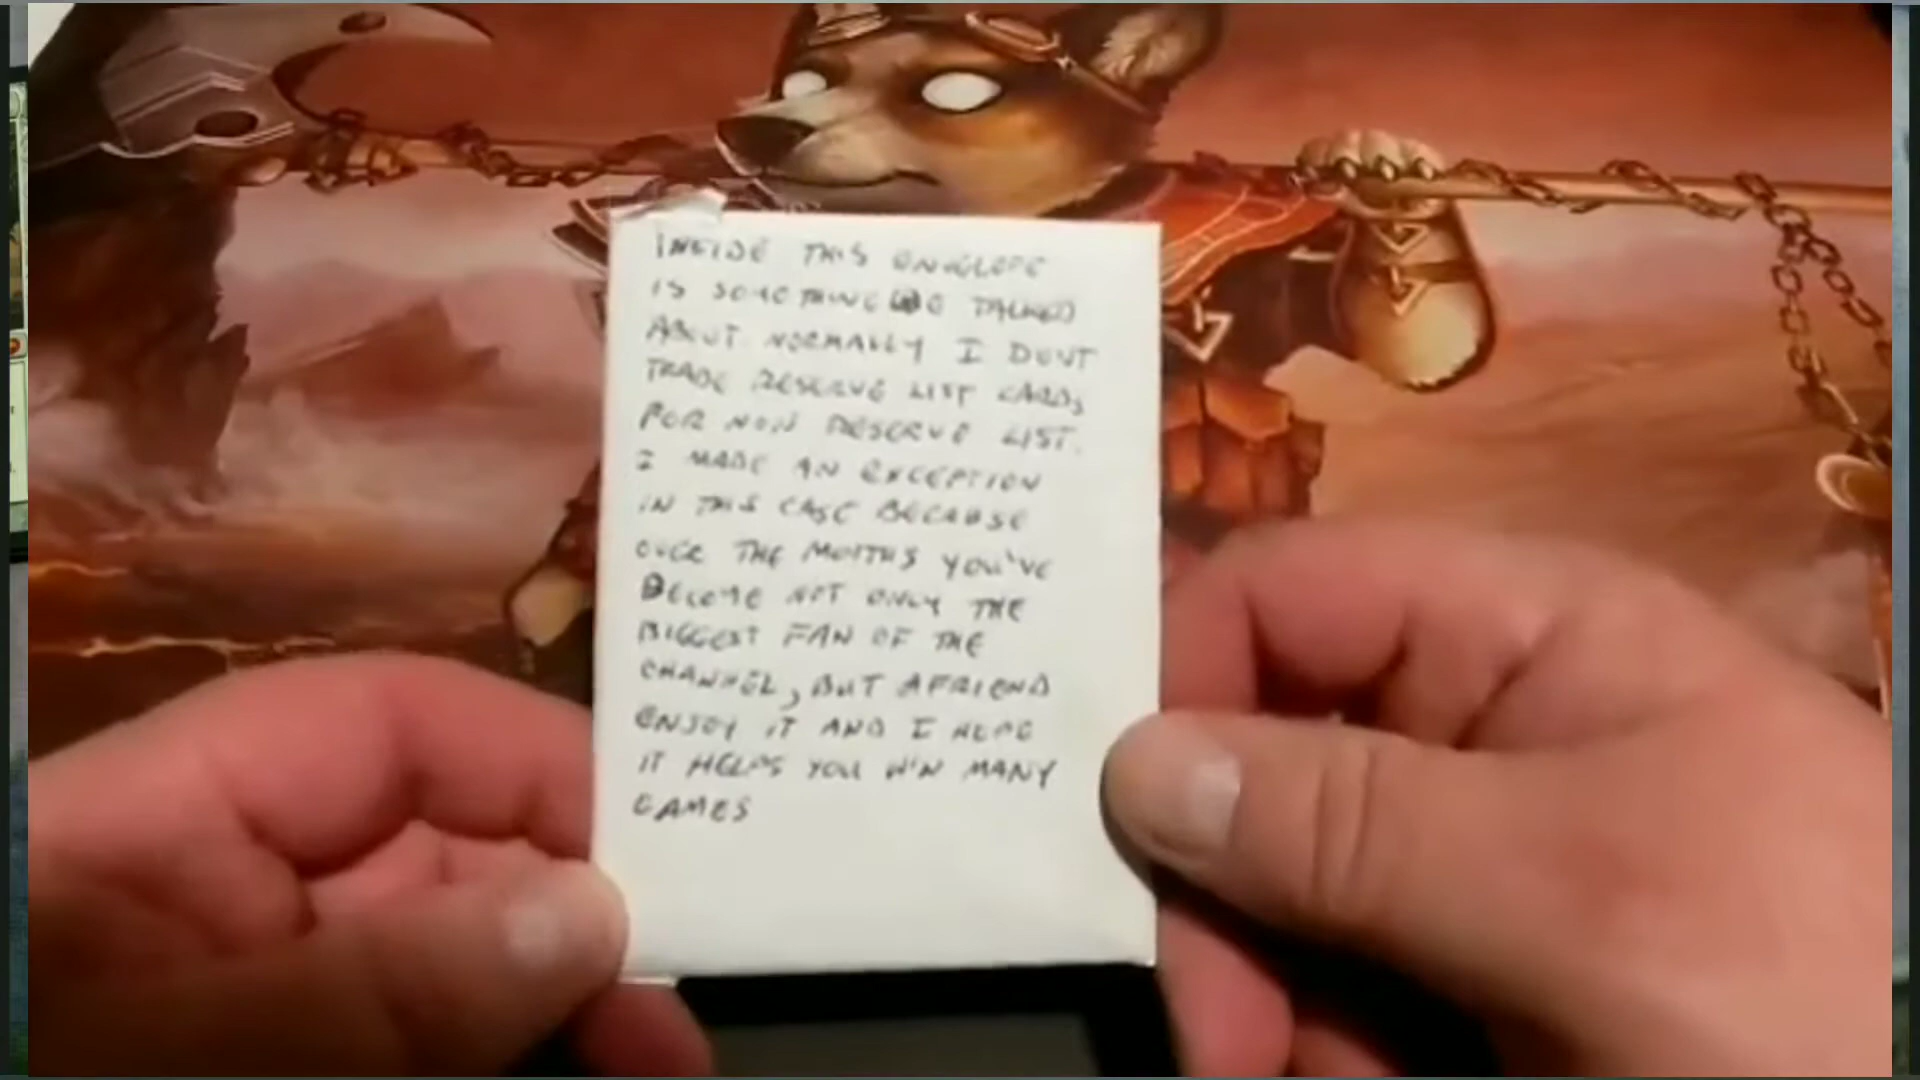 INSIDE THIS ENVELOPE
IS SOMETHING WE TALKED
ABOUT. NORMALLY I DON'T
TRADE RESERVE LIST CARDS
FOR NON RESERVE LIST.
I MADE AN EXCEPTION
IN THIS CASE BECAUSE
OVER THE MONTHS YOU'VE
BECOME NOT ONLY THE
BIGGEST FAN OF THE
CHANNEL, BUT A FRIEND
ENJOY IT AND I HOPE
IT HELPS YOU WIN MANY
GAMES